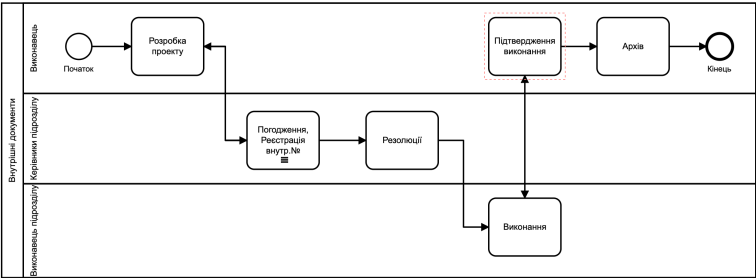 Внутрішні документи
Виконавець
Початок
Розробка
проекту
Підтвердження
виконання
Архів
Кінець
Керівники підрозділу
Погодження,
Реєстрація
внутр.№
Резолюції
Виконавець підрозділу
Виконання